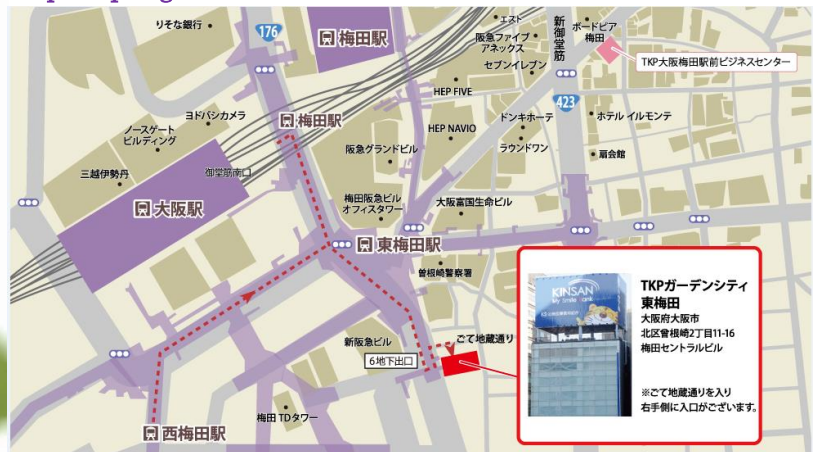 りそな銀行
176
梅田駅
エスト
阪急ファイブ
アネックス
セブンイレブン
新御堂筋
ボードピア
梅田
TKP大阪梅田駅前ビジネスセンター
HEP FIVE
423
ヨドバシカメラ
ノースゲート
ビルディング
梅田駅
HEP NAVIO
ドンキホーテ
ホテル イルモンテ
ラウンドワン
阪急グランドビル
扇会館
三越伊勢丹
御堂筋南口
大阪駅
梅田阪急ビル
オフィスタワー
大阪富国生命ビル
東梅田駅
曽根崎警察署
KINSAN
My Smile Bank
TKPガーデンシティ
東梅田
大阪府大阪市
北区曽根崎2丁目11-16
梅田セントラルビル
※ごて地蔵通りを入り
右手側に入口がございます。
新阪急ビル
ごて地蔵通り
6地下出口
梅田 TDタワー
西梅田駅